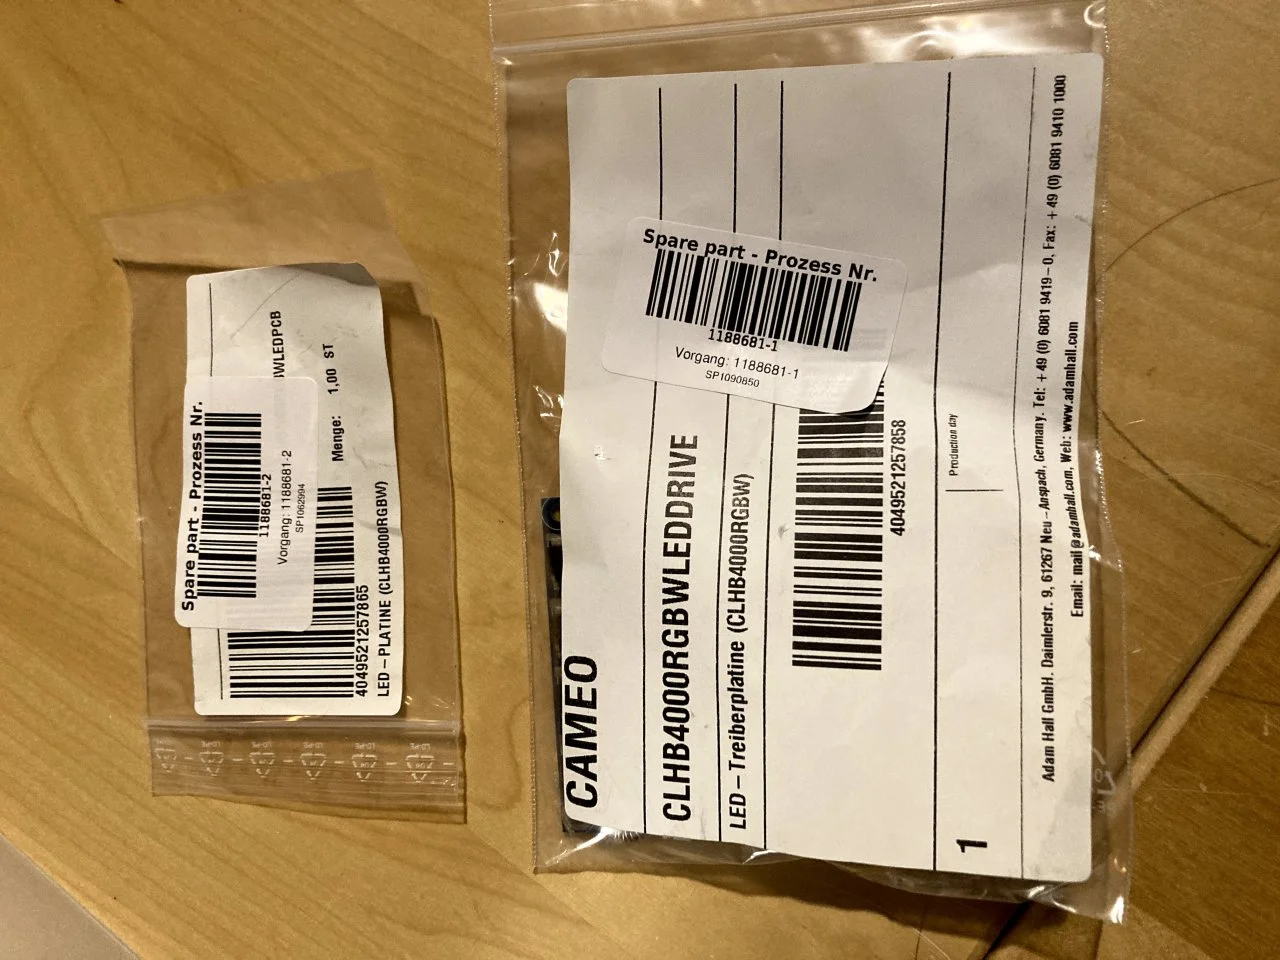 BWLEDPCB
Menge: 1,00 ST
Spare part - Prozess Nr.
1188681-2
Vorgang: 1188681-2
SP1062994
4049521257865
LED-PLATINE (CLHB4000RGBW)
CAMEO
CLHB4000RGBWLEDDRIVE
LED-Treiberplatine (CLHB4000RGBW)
Spare part - Prozess Nr.
1188681-1
Vorgang: 1188681-1
SP1090850
4049521257858
Production day
1
Adam Hall GmbH. Daimlerstr. 9, 61267 Neu-Anspach, Germany. Tel: +49 (0) 6081 9419-0, Fax: +49 (0) 6081 9410 1000
Email: mail@adamhall.com, Web: www.adamhall.com